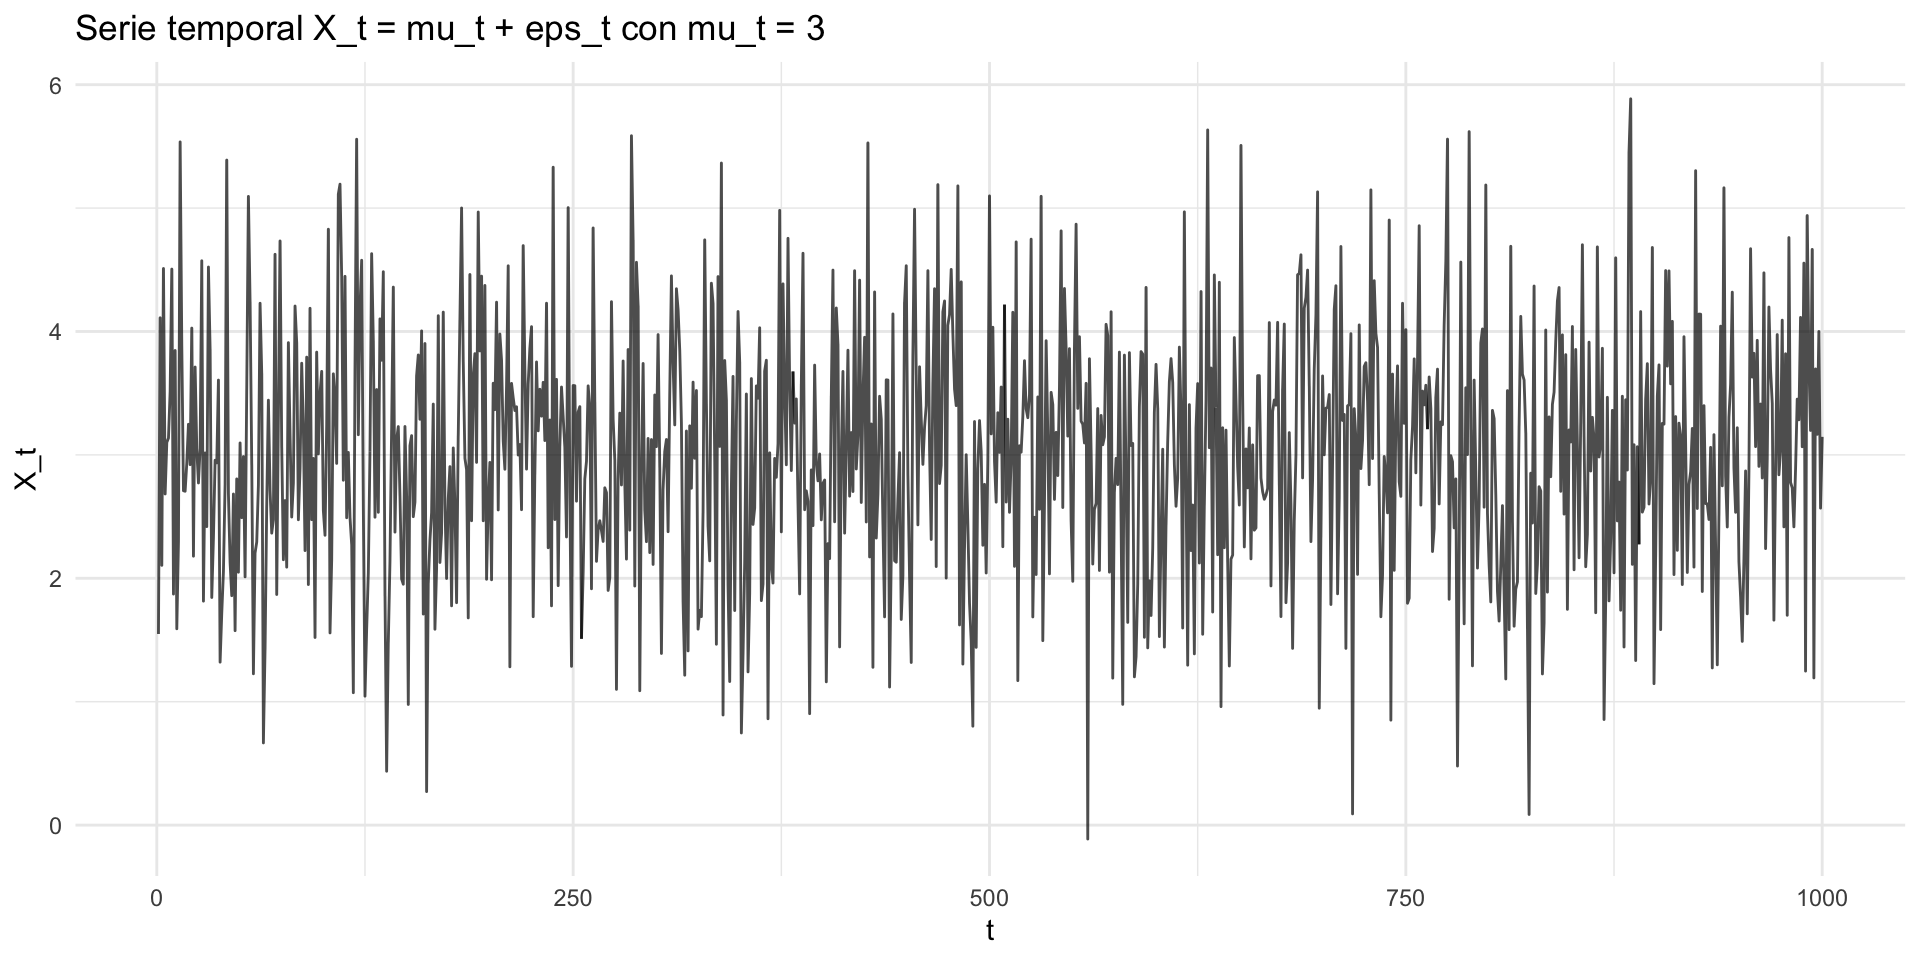 Serie temporal X_t = mu_t + eps_t con mu_t = 3
6
4
2
0
X_t
0 250 500 750 1000
t